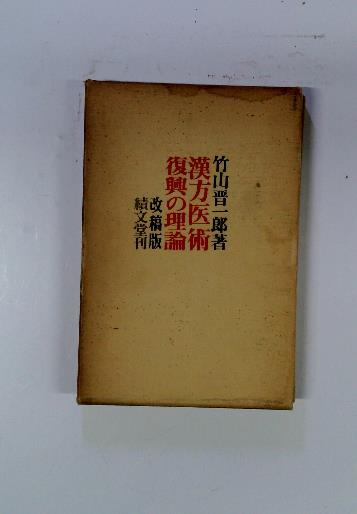 竹山晋一郎著
漢方医術
復興の理論
改稿版
績文堂刊